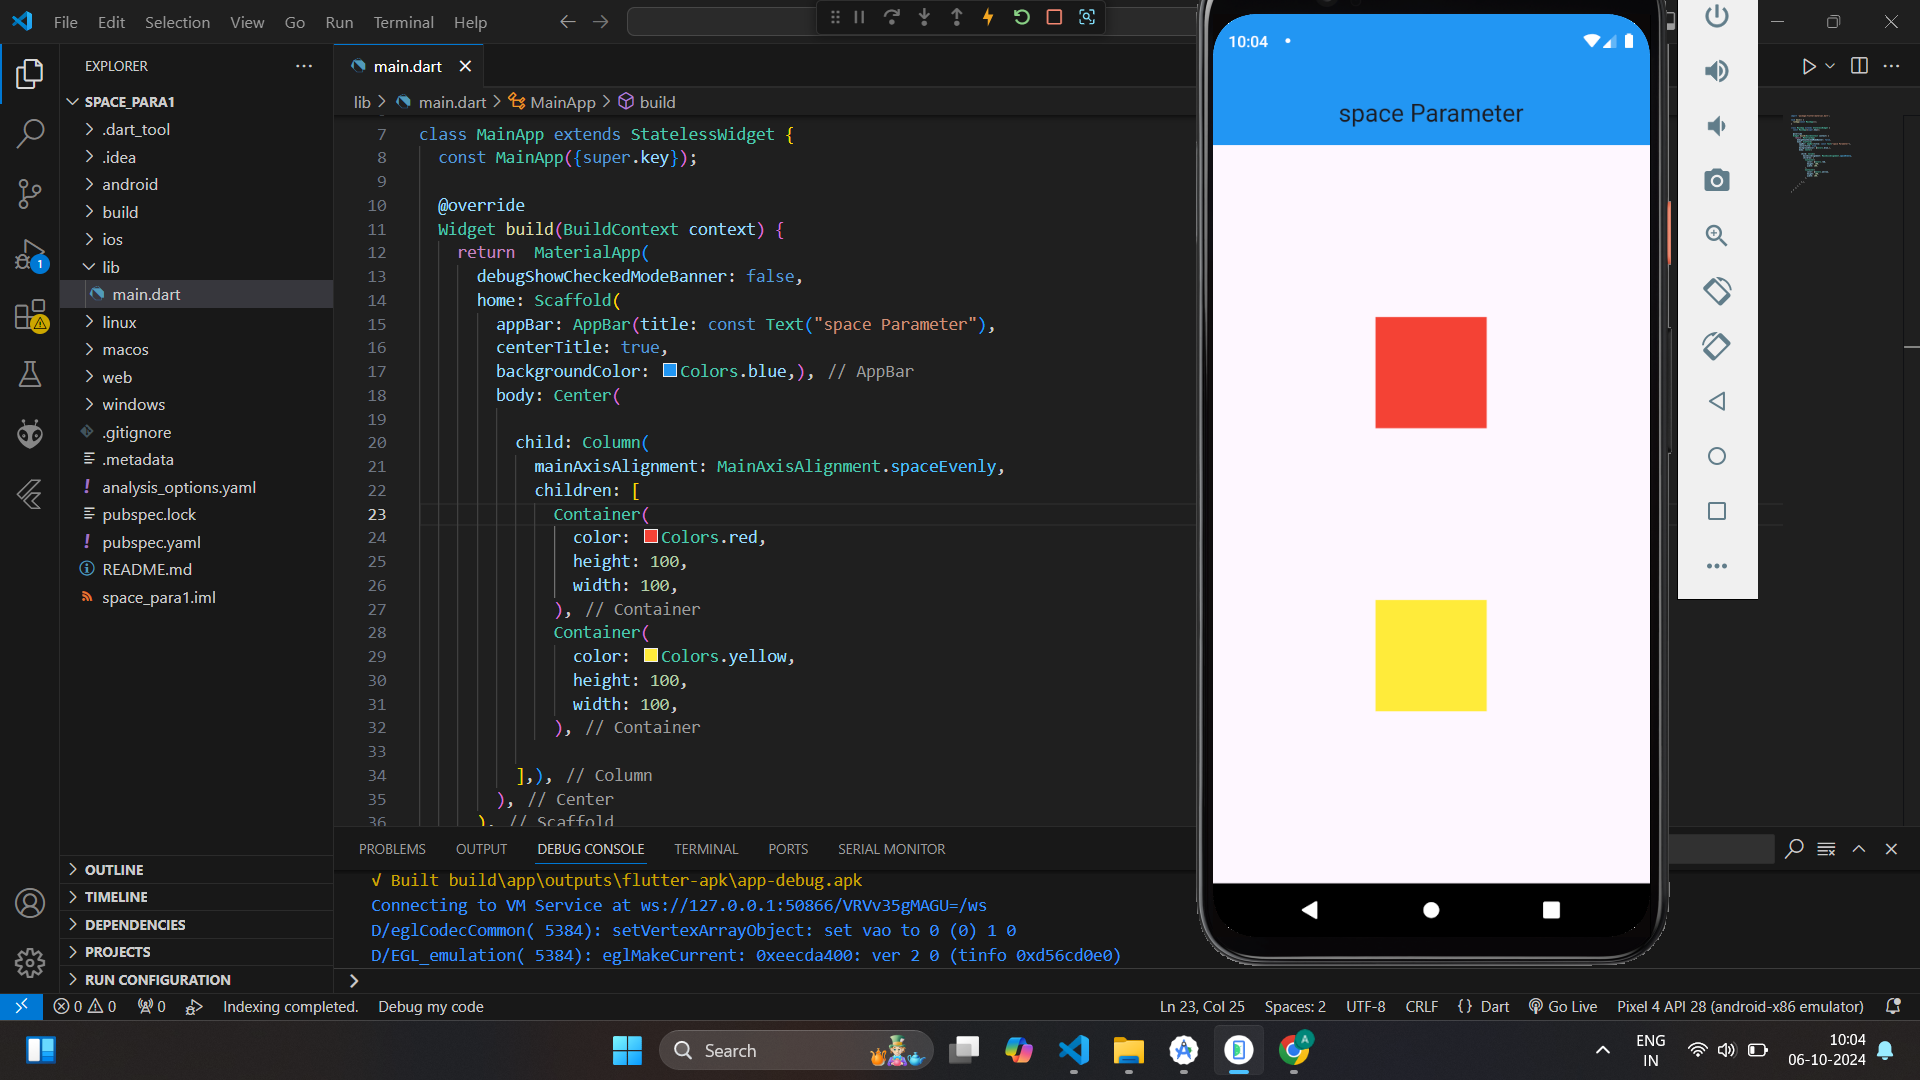 File Edit Selection View Go Run Terminal Help
EXPLORER
SPACE_PARA1
.dart_tool
.idea
android
build
ios
lib
main.dart
linux
macos
web
windows
.gitignore
.metadata
analysis_options.yaml
pubspec.lock
pubspec.yaml
README.md
space_para1.iml
OUTLINE
TIMELINE
DEPENDENCIES
PROJECTS
RUN CONFIGURATION
1
main.dart
lib > main.dart > MainApp > build
7 class MainApp extends StatelessWidget {
8 const MainApp({super.key});
9
10 @override
11 Widget build(BuildContext context) {
12 return MaterialApp(
13 debugShowCheckedModeBanner: false,
14 home: Scaffold(
15 appBar: AppBar(title: const Text("space Parameter"),
16 centerTitle: true,
17 backgroundColor: Colors.blue,), // AppBar
18 body: Center(
19
20 child: Column(
21 mainAxisAlignment: MainAxisAlignment.spaceEvenly,
22 children: [
23 Container(
24 color: Colors.red,
25 height: 100,
26 width: 100,
27 ), // Container
28 Container(
29 color: Colors.yellow,
30 height: 100,
31 width: 100,
32 ), // Container
33
34 ],), // Column
35 ), // Center
36 ), // Scaffold
PROBLEMS OUTPUT DEBUG CONSOLE TERMINAL PORTS SERIAL MONITOR
√ Built build\app\outputs\flutter-apk\app-debug.apk
Connecting to VM Service at ws://127.0.0.1:50866/VRVv35gMAGU=/ws
D/eglCodecCommon( 5384): setVertexArrayObject: set vao to 0 (0) 1 0
D/EGL_emulation( 5384): eglMakeCurrent: 0xeecda400: ver 2 0 (tinfo 0xd56cd0e0)
10:04
space Parameter
0 0 0 Indexing completed. Debug my code Ln 23, Col 25 Spaces: 2 UTF-8 CRLF {} Dart Go Live Pixel 4 API 28 (android-x86 emulator)
Search
A
ENG
IN
10:04
06-10-2024